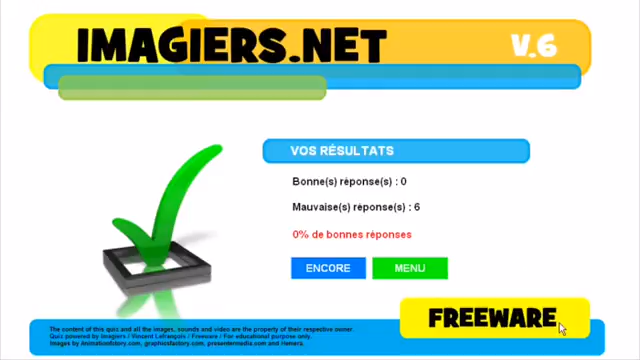 IMAGIERS.NET
V.6
VOS RÉSULTATS
Bonne(s) réponse(s) : 0
Mauvaise(s) réponse(s) : 6
0% de bonnes réponses
ENCORE
MENU
FREEWARE
The content of this quiz and all the images, sounds and video are the property of their respective owner.
Quiz powered by Imagiers / Vincent Lefrançois / Freeware / For educational purpose only.
Images by Animationfstory.com, graphicsfactory.com, presentermedia.com and